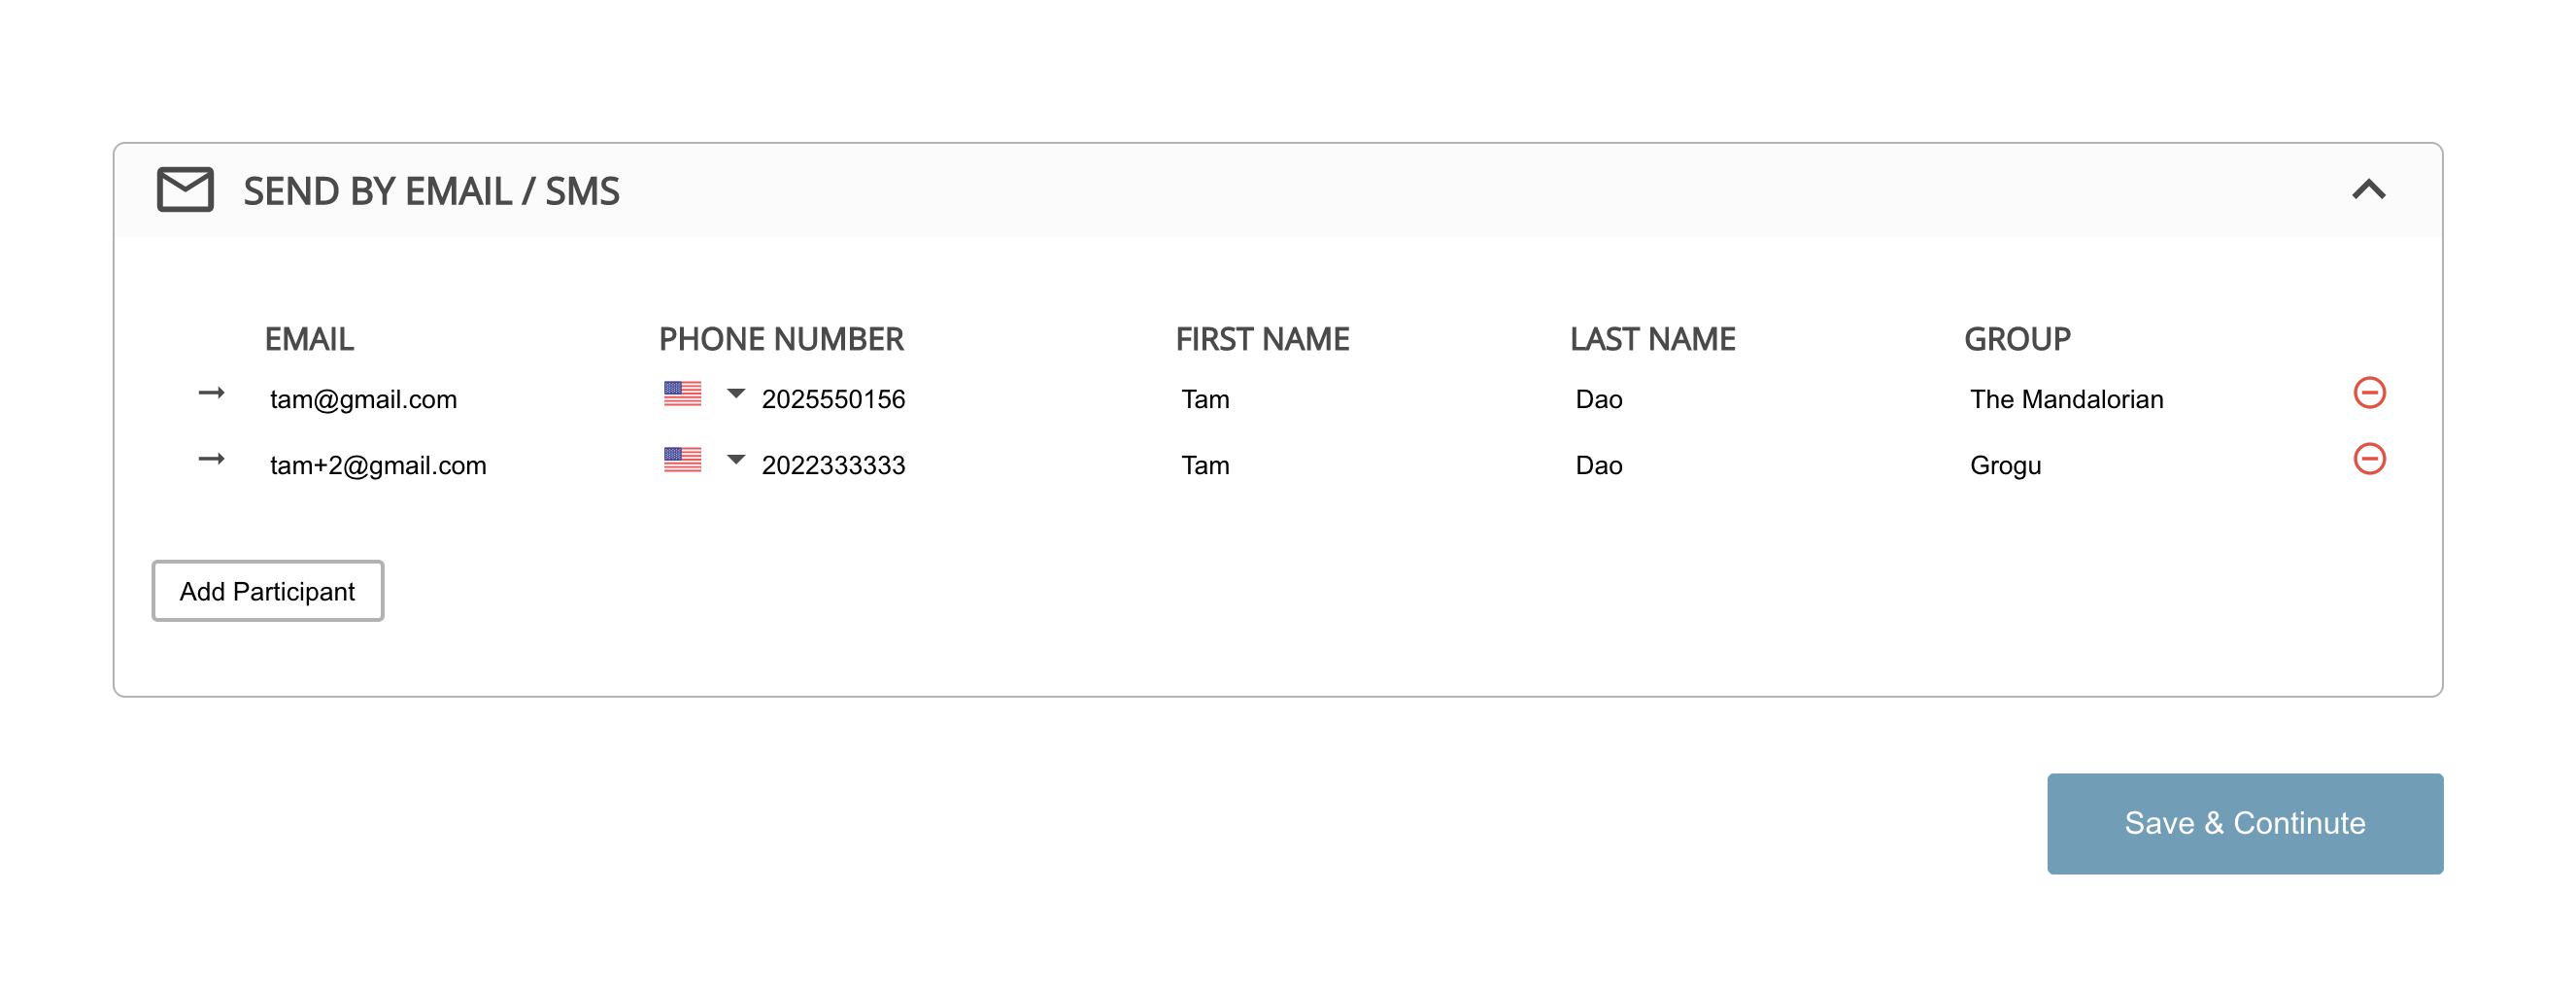 SEND BY EMAIL / SMS
EMAIL PHONE NUMBER FIRST NAME LAST NAME GROUP
tam@gmail.com 2025550156 Tam Dao The Mandalorian
tam+2@gmail.com 2022333333 Tam Dao Grogu
Add Participant
Save & Continute